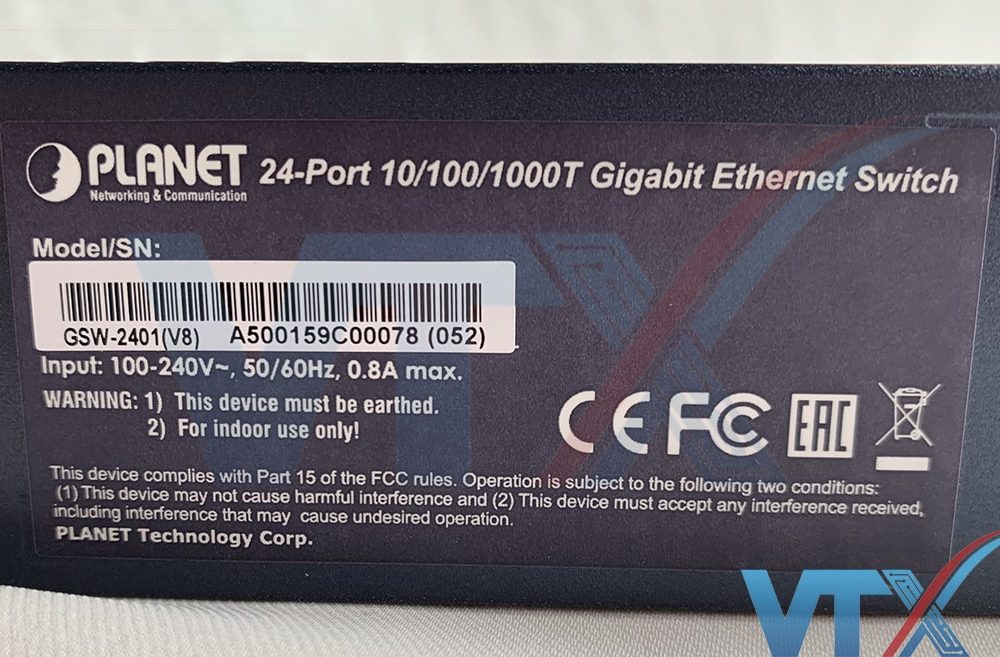 PLANET
Networking & Communication
24-Port 10/100/1000T Gigabit Ethernet Switch
Model/SN:
GSW-2401(V8) A500159C00078 (052)
Input: 100-240V~, 50/60Hz, 0.8A max.
WARNING: 1) This device must be earthed.
2) For indoor use only!
CE FC EAC
This device complies with Part 15 of the FCC rules. Operation is subject to the following two conditions:
(1) This device may not cause harmful interference and (2) This device must accept any interference received,
including interference that may cause undesired operation.
PLANET Technology Corp.
VTX
VTX